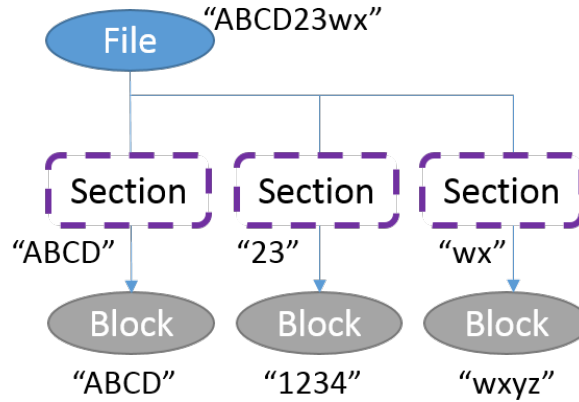 “ABCD23wx”
File
Section Section Section
“ABCD” “23” “wx”
Block Block Block
“ABCD” “1234” “wxyz”